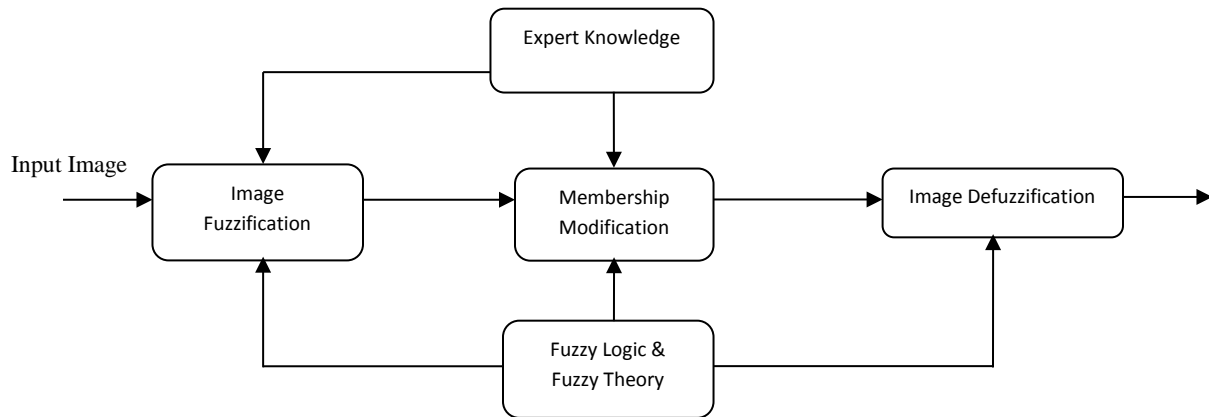 Expert Knowledge
Input Image
Image
Fuzzification
Membership
Modification
Image Defuzzification
Fuzzy Logic &
Fuzzy Theory